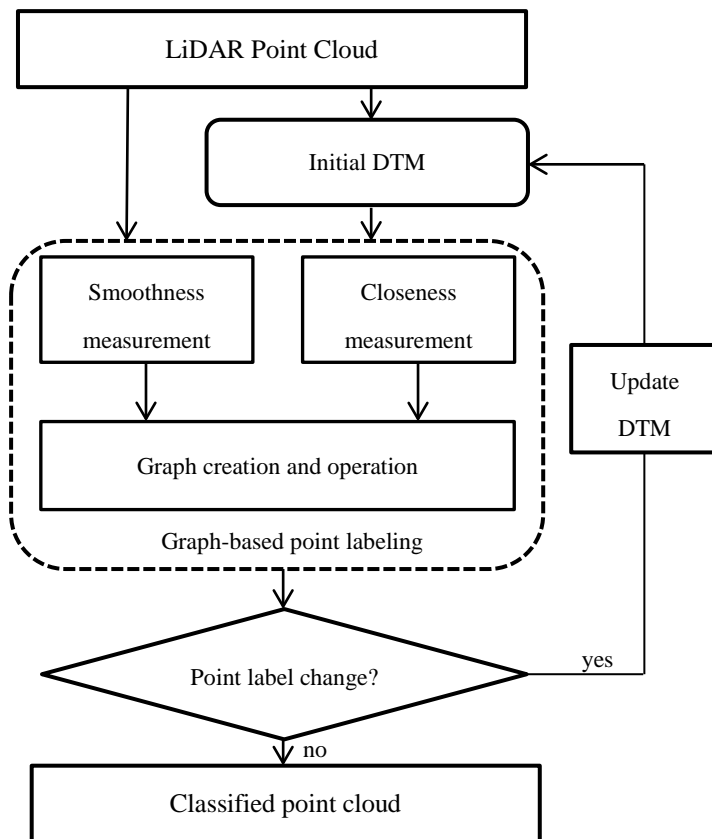 LiDAR Point Cloud
Initial DTM
Smoothness
measurement
Closeness
measurement
Update
DTM
Graph creation and operation
Graph-based point labeling
Point label change?
yes
no
Classified point cloud